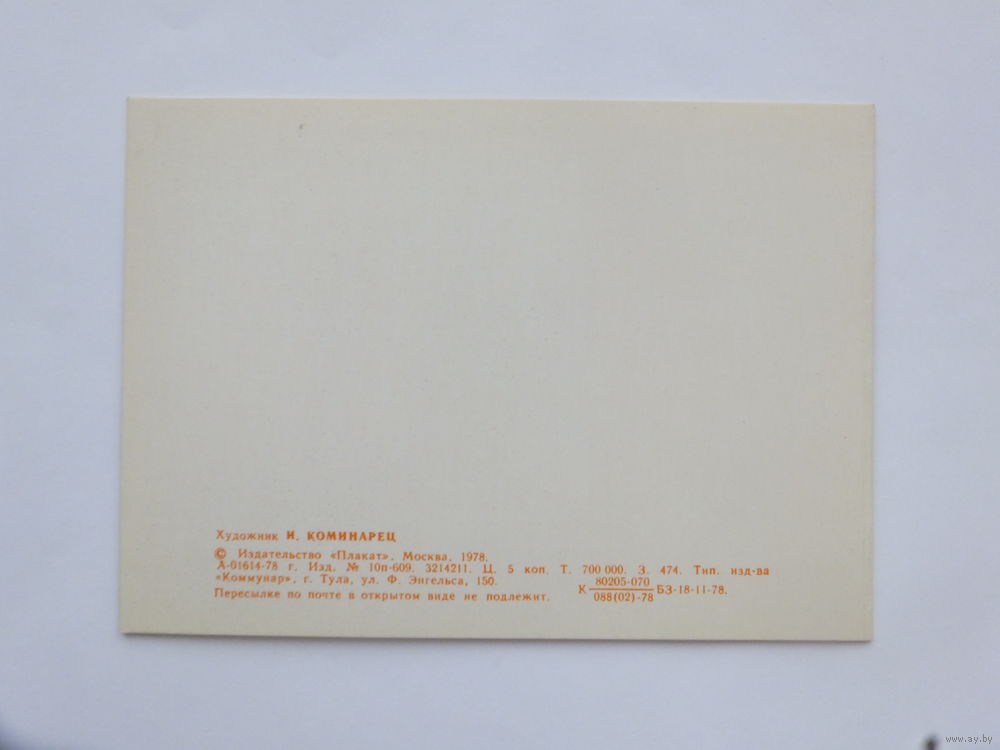 Художник И. КОМИНАРЕЦ
© Издательство «Плакат». Москва, 1978.
А-01614-78 г. Изд. № 10п-609. 3214211. Ц. 5 коп. Т. 700 000. З. 474. Тип. изд-ва
«Коммунар», г. Тула, ул. Ф. Энгельса, 150.
Пересылке по почте в открытом виде не подлежит.
80205-070
К БЗ-18-11-78.
088(02)-78
www.ay.by